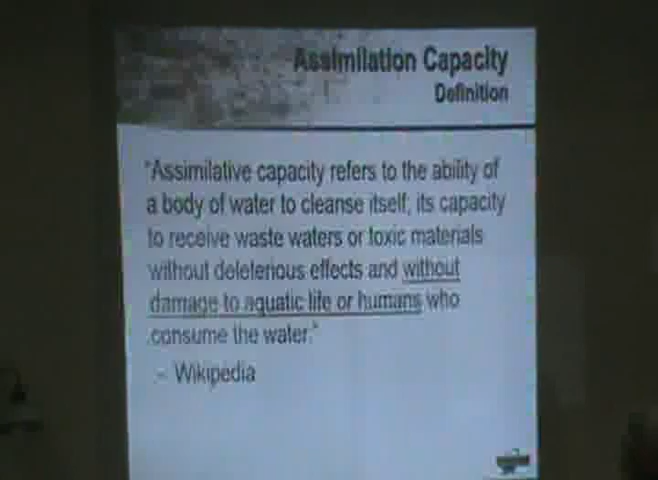 Assimilation Capacity
Definition
"Assimilative capacity refers to the ability of
a body of water to cleanse itself; its capacity
to receive waste waters or toxic materials
without deleterious effects and without
damage to aquatic life or humans who
consume the water."
- Wikipedia